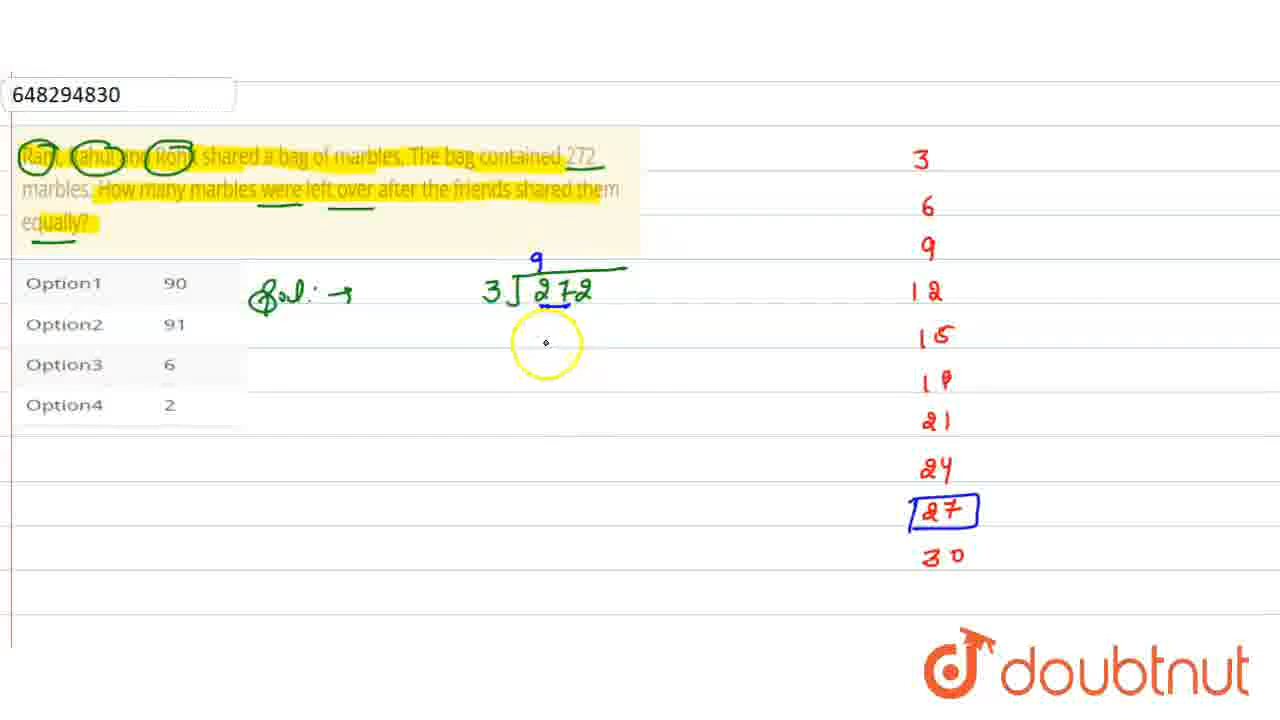 648294830
Ram, Rahul and Rohit shared a bag of marbles. The bag contained 272
marbles. How many marbles were left over after the friends shared them
equally?
Option1 90
Option2 91
Option3 6
Option4 2
Sol: →
9
3 272
3
6
9
12
15
18
21
24
27
30
doubtnut